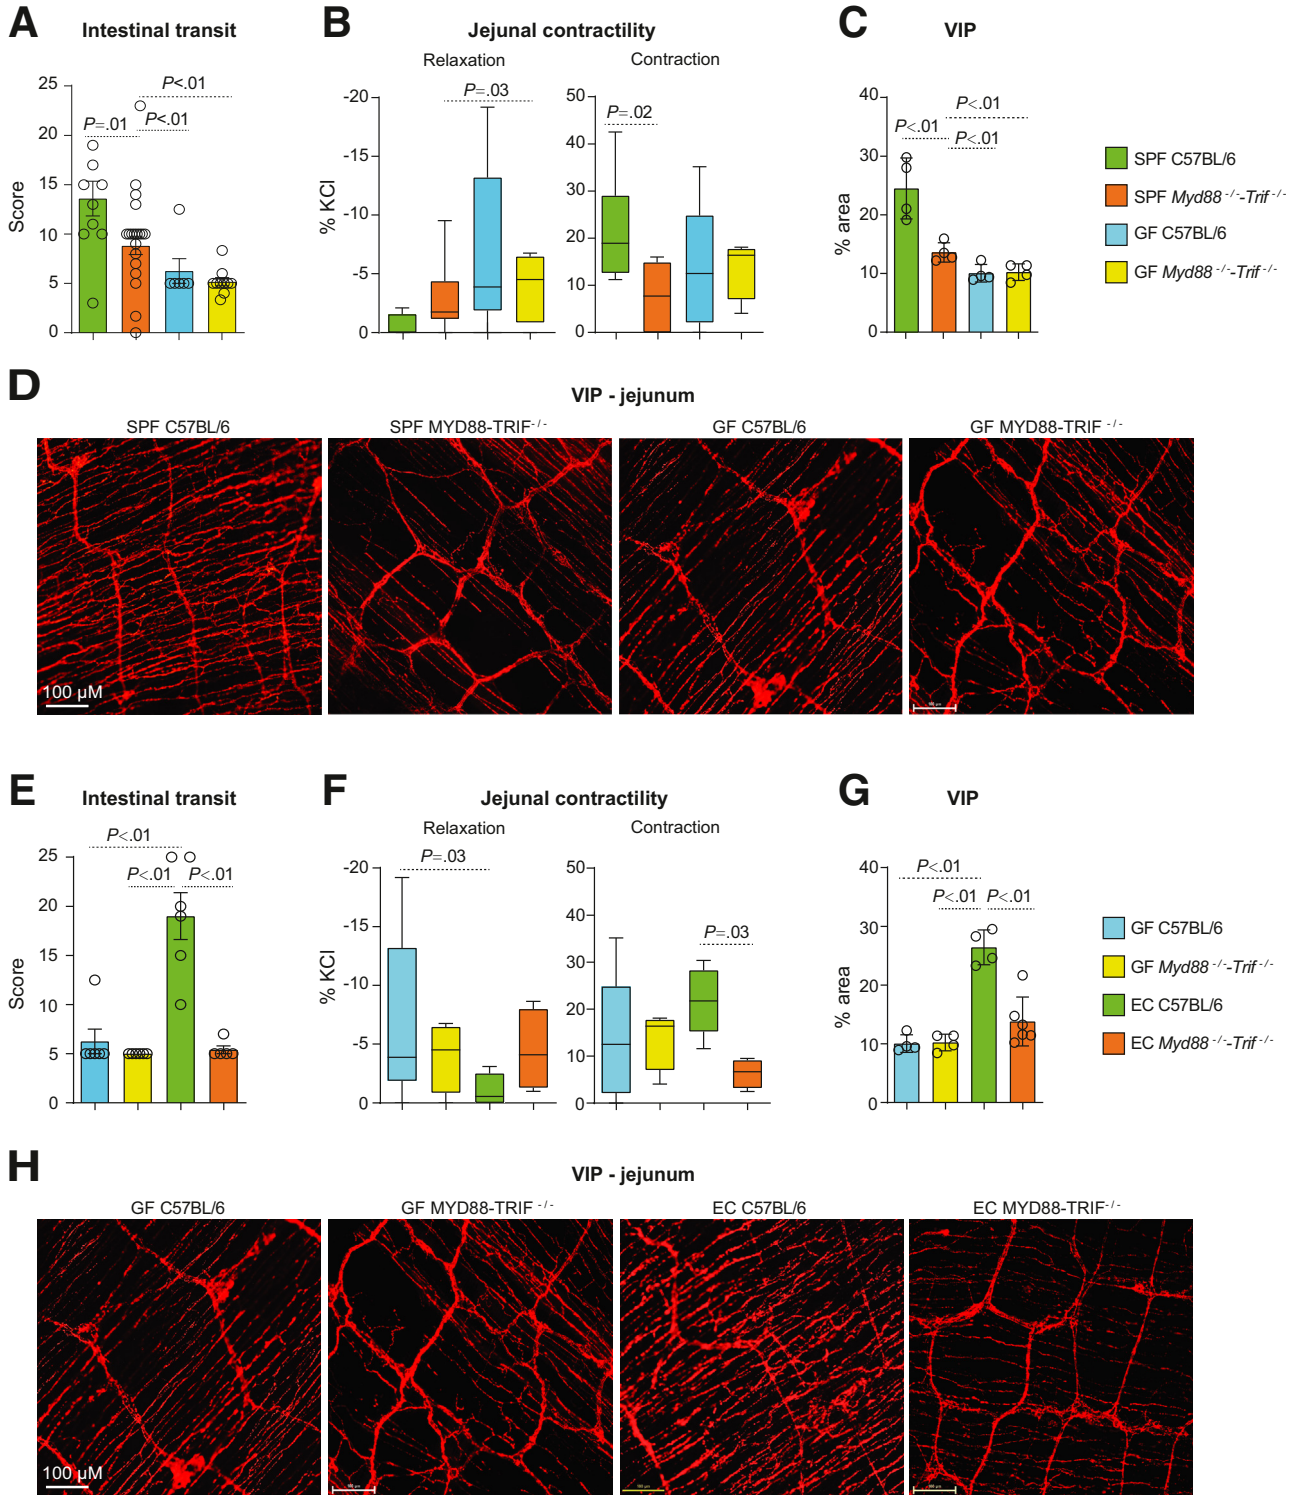 A Intestinal transit
Score
25
20
15
10
5
0
P=.01
P<.01
P<.01
B Jejunal contractility
Relaxation
% KCl
-20
-15
-10
-5
0
P=.03
Contraction
50
40
30
20
10
0
P=.02
C VIP
% area
40
30
20
10
0
P<.01
P<.01
P<.01
SPF C57BL/6
SPF Myd88 -/- -Trif -/-
GF C57BL/6
GF Myd88 -/- -Trif -/-
D VIP - jejunum
SPF C57BL/6
SPF MYD88-TRIF -/-
GF C57BL/6
GF MYD88-TRIF -/-
100 µM
E Intestinal transit
Score
25
20
15
10
5
0
P<.01
P<.01
P<.01
F Jejunal contractility
Relaxation
% KCl
-20
-15
-10
-5
0
P=.03
Contraction
50
40
30
20
10
0
P=.03
G VIP
% area
40
30
20
10
0
P<.01
P<.01
P<.01
GF C57BL/6
GF Myd88 -/- -Trif -/-
EC C57BL/6
EC Myd88 -/- -Trif -/-
H VIP - jejunum
GF C57BL/6
GF MYD88-TRIF -/-
EC C57BL/6
EC MYD88-TRIF -/-
100 µM